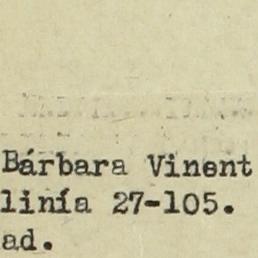 Bárbara Vinent
linía 27-105.
ad.